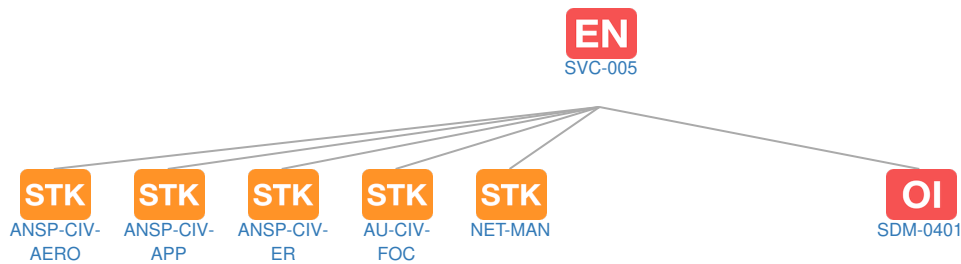 EN
SVC-005
STK STK STK STK STK OI
ANSP-CIV- ANSP-CIV- ANSP-CIV- AU-CIV- NET-MAN SDM-0401
AERO APP ER FOC